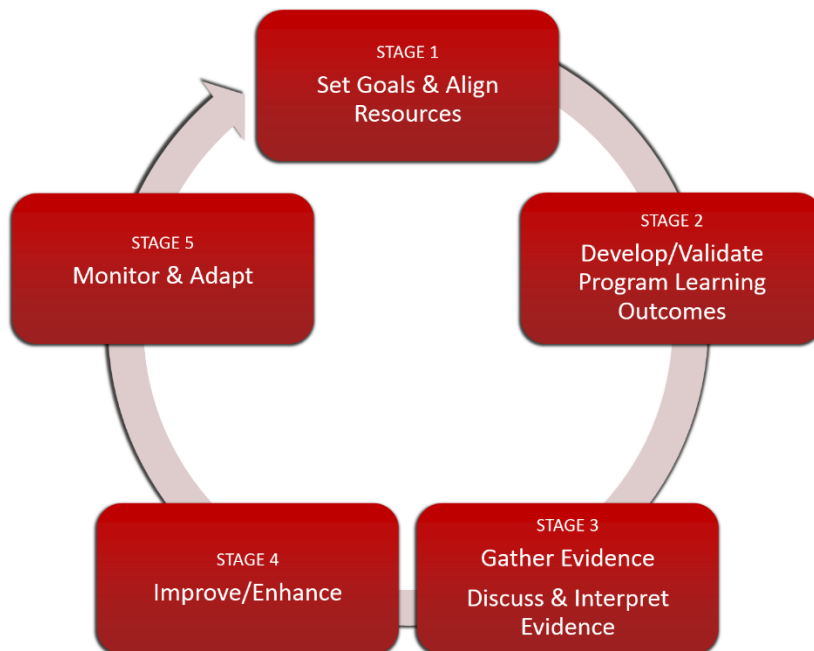 STAGE 1
Set Goals & Align
Resources
STAGE 2
Develop/Validate
Program Learning
Outcomes
STAGE 3
Gather Evidence
Discuss & Interpret
Evidence
STAGE 4
Improve/Enhance
STAGE 5
Monitor & Adapt